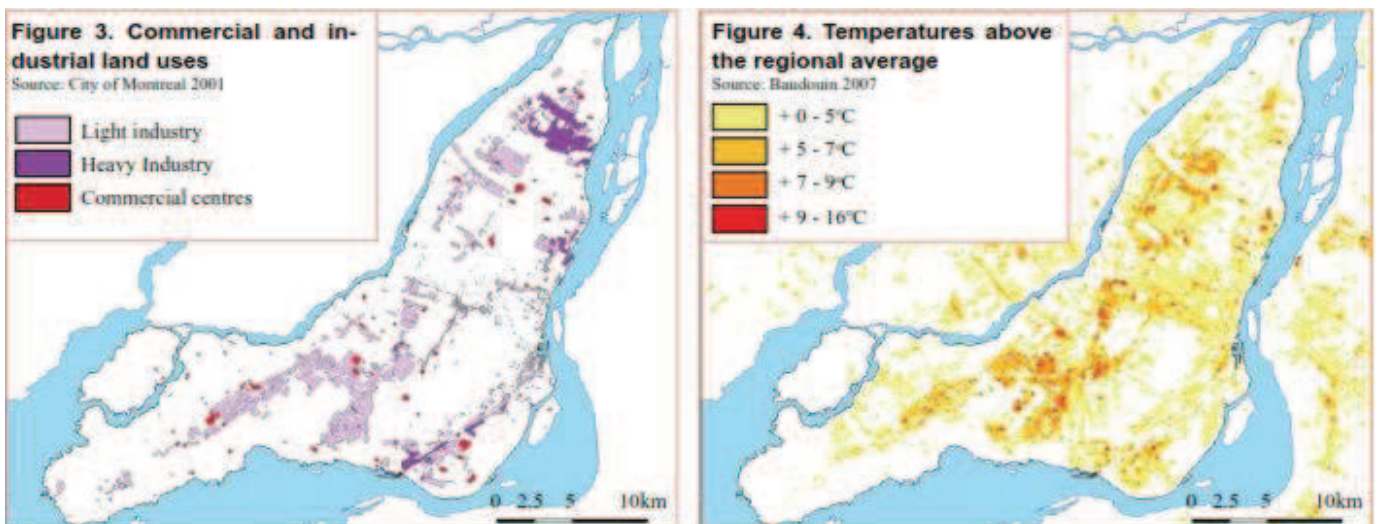 Figure 3. Commercial and in-
dustrial land uses
Source: City of Montreal 2001
Light industry
Heavy Industry
Commercial centres
0 2.5 5 10km
Figure 4. Temperatures above
the regional average
Source: Baudouin 2007
+ 0 - 5°C
+ 5 - 7°C
+ 7 - 9°C
+ 9 - 16°C
0 2.5 5 10km